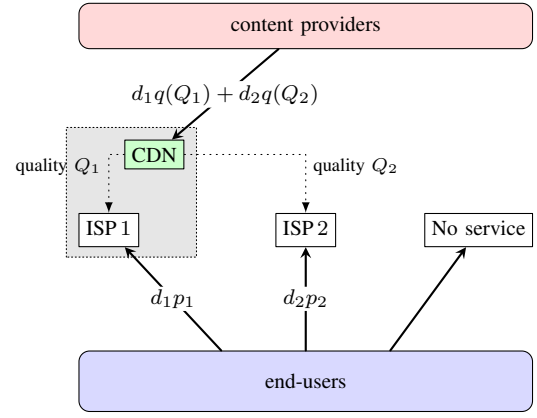 content providers
d₁q(Q₁) + d₂q(Q₂)
CDN
quality Q₁
quality Q₂
ISP 1
ISP 2
No service
d₁p₁
d₂p₂
end-users